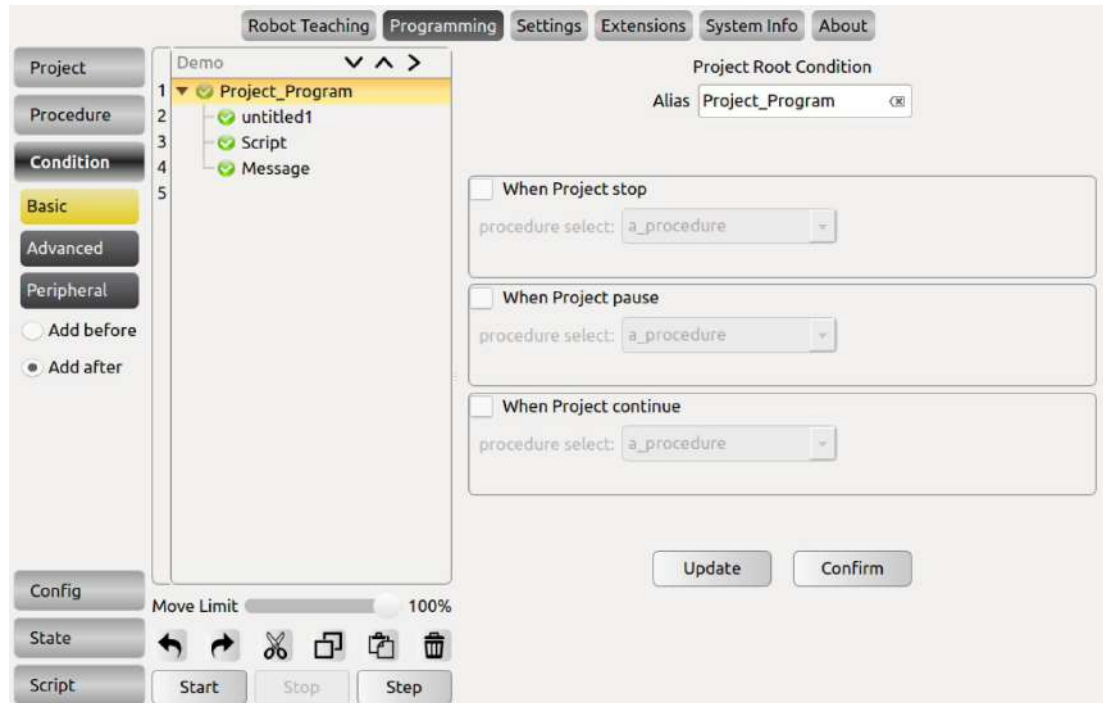 Robot Teaching Programming Settings Extensions System Info About
Project
Procedure
Condition
Basic
Advanced
Peripheral
Add before
Add after
Config
State
Script
Demo
1 Project_Program
2 untitled1
3 Script
4 Message
5
Move Limit 100%
Start Stop Step
Project Root Condition
Alias Project_Program
When Project stop
procedure select: a_procedure
When Project pause
procedure select: a_procedure
When Project continue
procedure select: a_procedure
Update Confirm